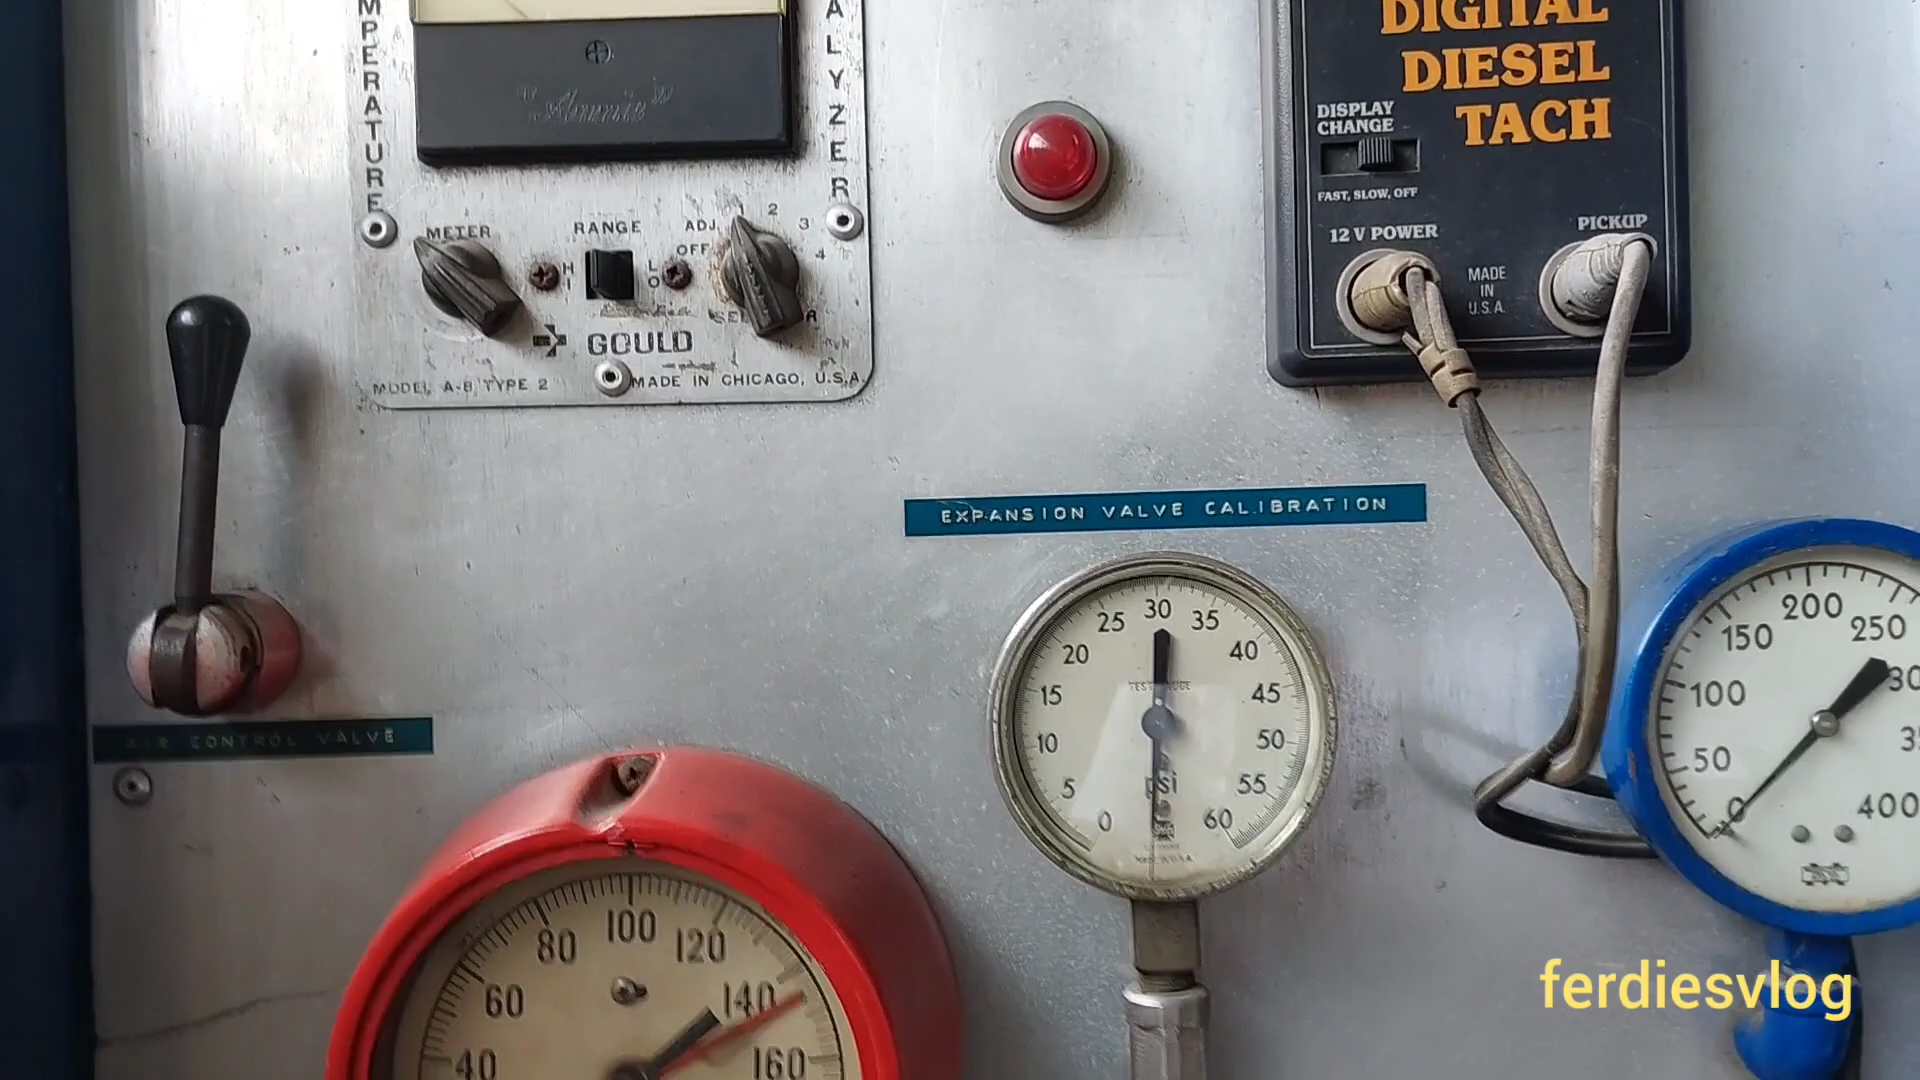 DIGITAL
DIESEL
TACH
DISPLAY
CHANGE
FAST, SLOW, OFF
12 V POWER
PICKUP
MADE
IN
U.S.A.
METER
RANGE
ADJ.
OFF
1
2
3
4
HI
LO
GOULD
MODEL A-8 TYPE 2
MADE IN CHICAGO, U.S.A.
EXPANSION VALVE CALIBRATION
AIR CONTROL VALVE
0
5
10
15
20
25
30
35
40
45
50
55
60
psi
0
50
100
150
200
250
400
40
60
80
100
120
140
160
ferdiesvlog